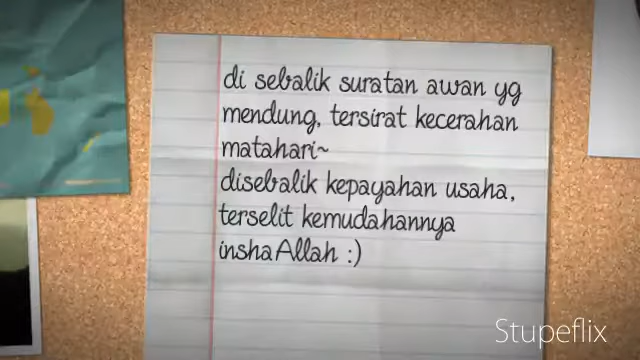 di sebalik suratan awan yg
mendung, tersirat kecerahan
matahari~
disebalik kepayahan usaha,
terselit kemudahannya
inshaAllah :)
Stupeflix